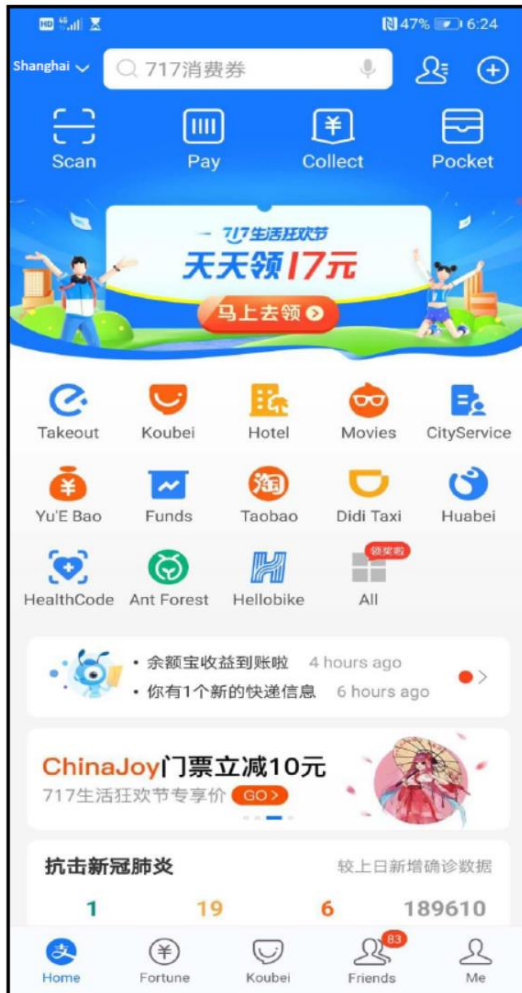 HD 4G 47% 6:24
Shanghai 717消费券
Scan Pay Collect Pocket
717生活狂欢节
天天领17元
马上去领
Takeout Koubei Hotel Movies CityService
淘
Yu'E Bao Funds Taobao Didi Taxi Huabei
领奖啦
HealthCode Ant Forest Hellobike All
· 余额宝收益到账啦 4 hours ago
· 你有1个新的快递信息 6 hours ago
ChinaJoy门票立减10元
717生活狂欢节专享价 GO>
抗击新冠肺炎 较上日新增确诊数据
1 19 6 189610
支 83
Home Fortune Koubei Friends Me